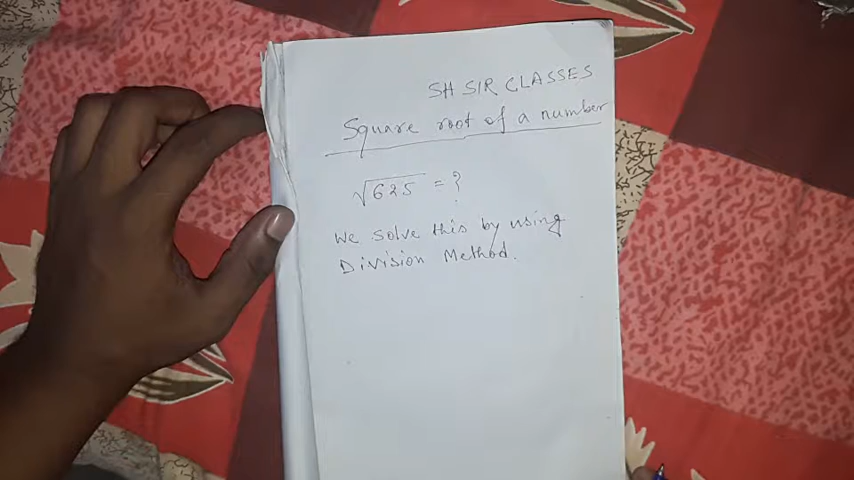 SH SIR CLASSES
Square root of a number
√625 = ?
We solve this by using
Division Method.